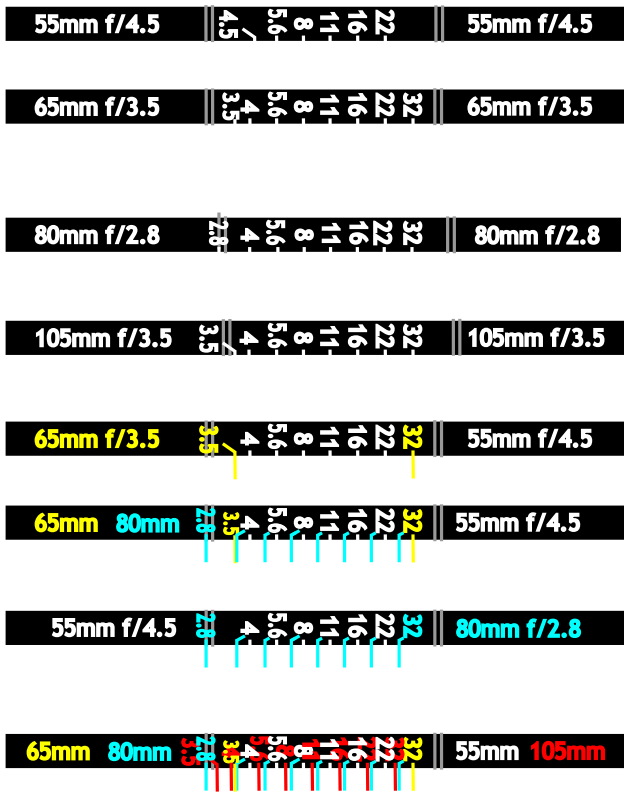 55mm f/4.5 4.5 5.6 8 11 16 22 55mm f/4.5
65mm f/3.5 3.5 4 5.6 8 11 16 22 32 65mm f/3.5
80mm f/2.8 2.8 4 5.6 8 11 16 22 32 80mm f/2.8
105mm f/3.5 3.5 4 5.6 8 11 16 22 32 105mm f/3.5
65mm f/3.5 3.5 4 5.6 8 11 16 22 32 55mm f/4.5
65mm 80mm 2.8 3.5 4 5.6 8 11 16 22 32 55mm f/4.5
55mm f/4.5 2.8 4 5.6 8 11 16 22 32 80mm f/2.8
65mm 80mm 3.5 2.8 3.5 4 5.6 8 11 16 22 32 55mm 105mm